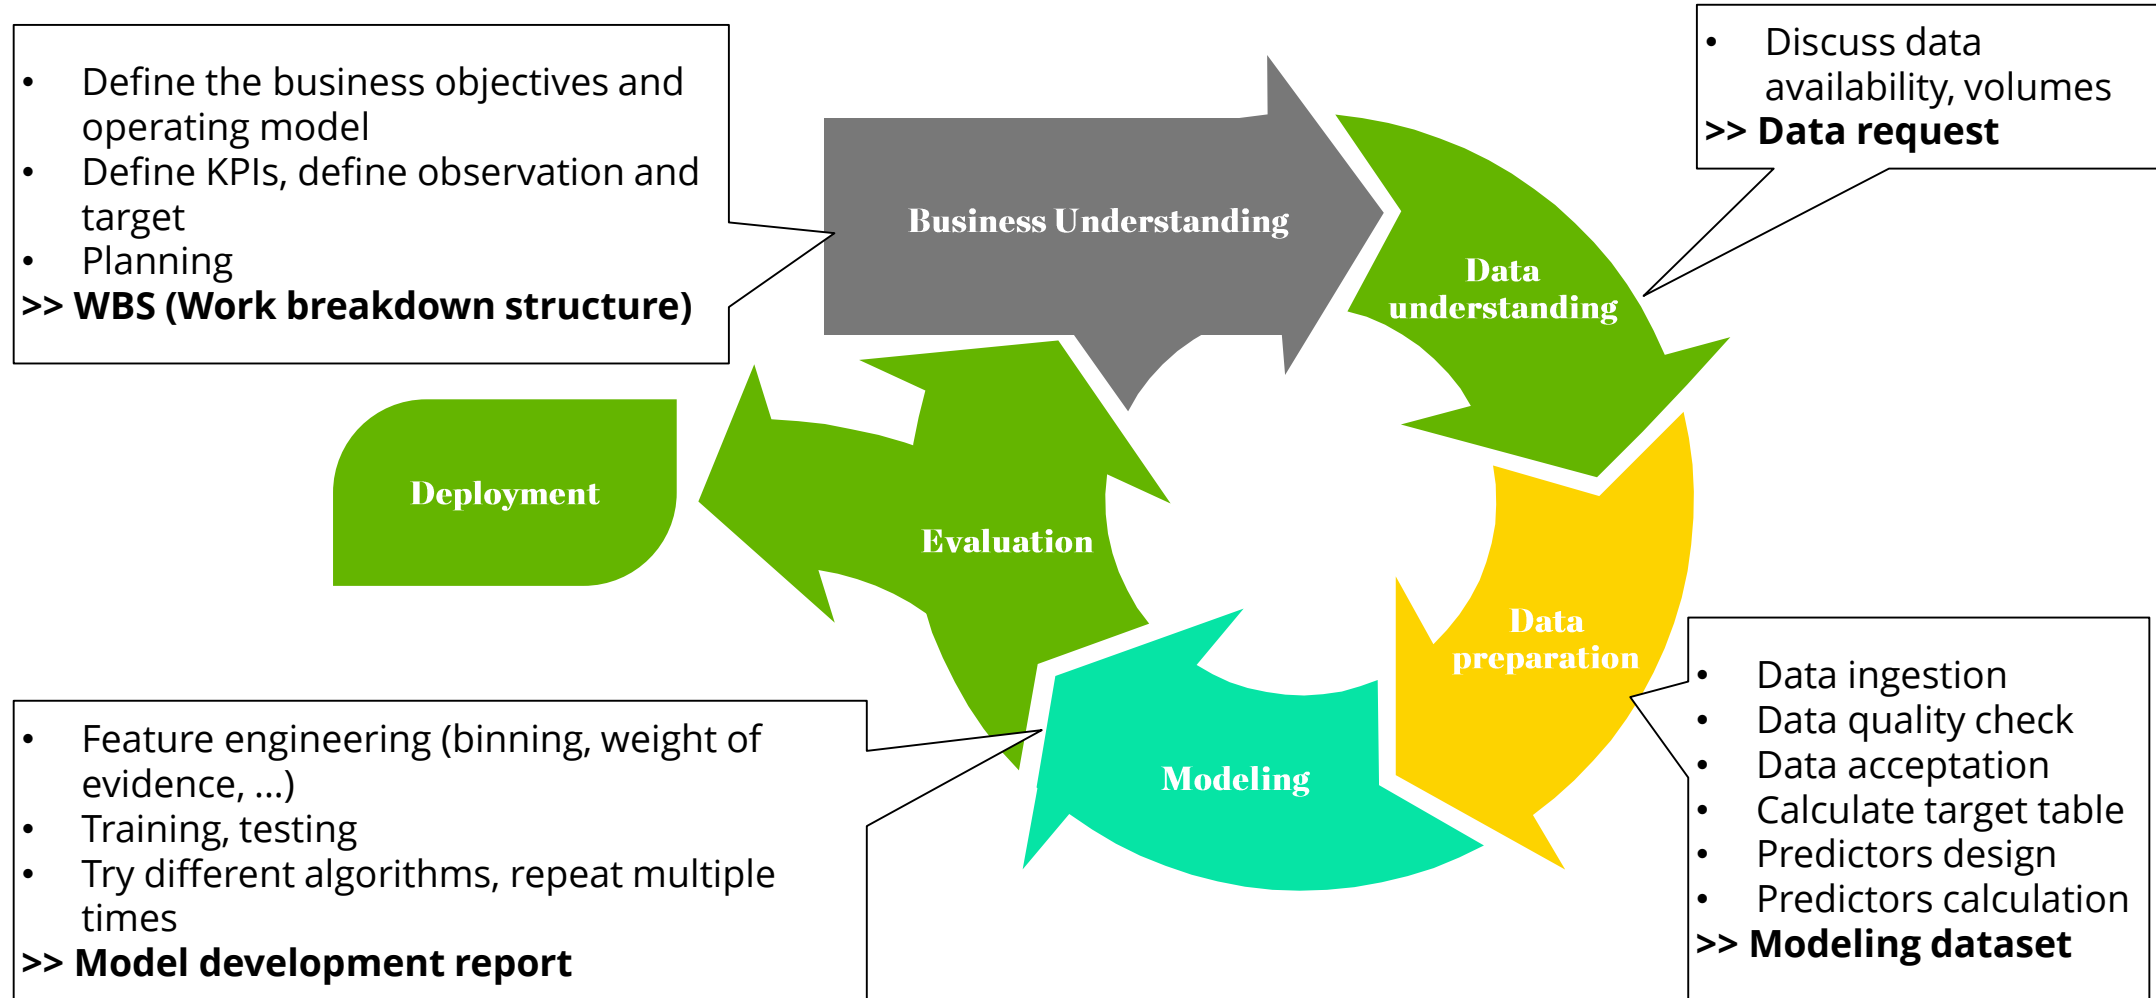 • Define the business objectives and
operating model
• Define KPIs, define observation and
target
• Planning
>> WBS (Work breakdown structure)
• Discuss data
availability, volumes
>> Data request
Business Understanding
Data
understanding
Deployment
Evaluation
Data
preparation
Modeling
• Feature engineering (binning, weight of
evidence, ...)
• Training, testing
• Try different algorithms, repeat multiple
times
>> Model development report
• Data ingestion
• Data quality check
• Data acceptation
• Calculate target table
• Predictors design
• Predictors calculation
>> Modeling dataset